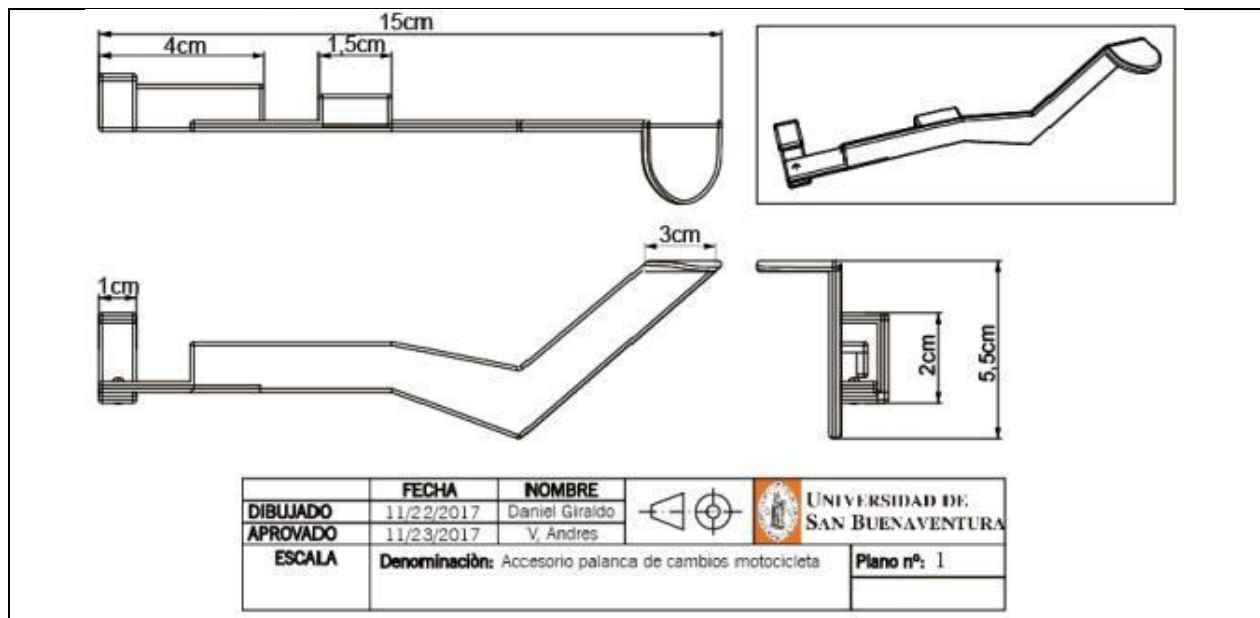 15cm
4cm
1,5cm
3cm
1cm
2cm
5,5cm
FECHA NOMBRE
DIBUJADO 11/22/2017 Daniel Giraldo
APROVADO 11/23/2017 V, Andres
UNIVERSIDAD DE
SAN BUENAVENTURA
ESCALA Denominaciòn: Accesorio palanca de cambios motocicleta Plano nº: 1